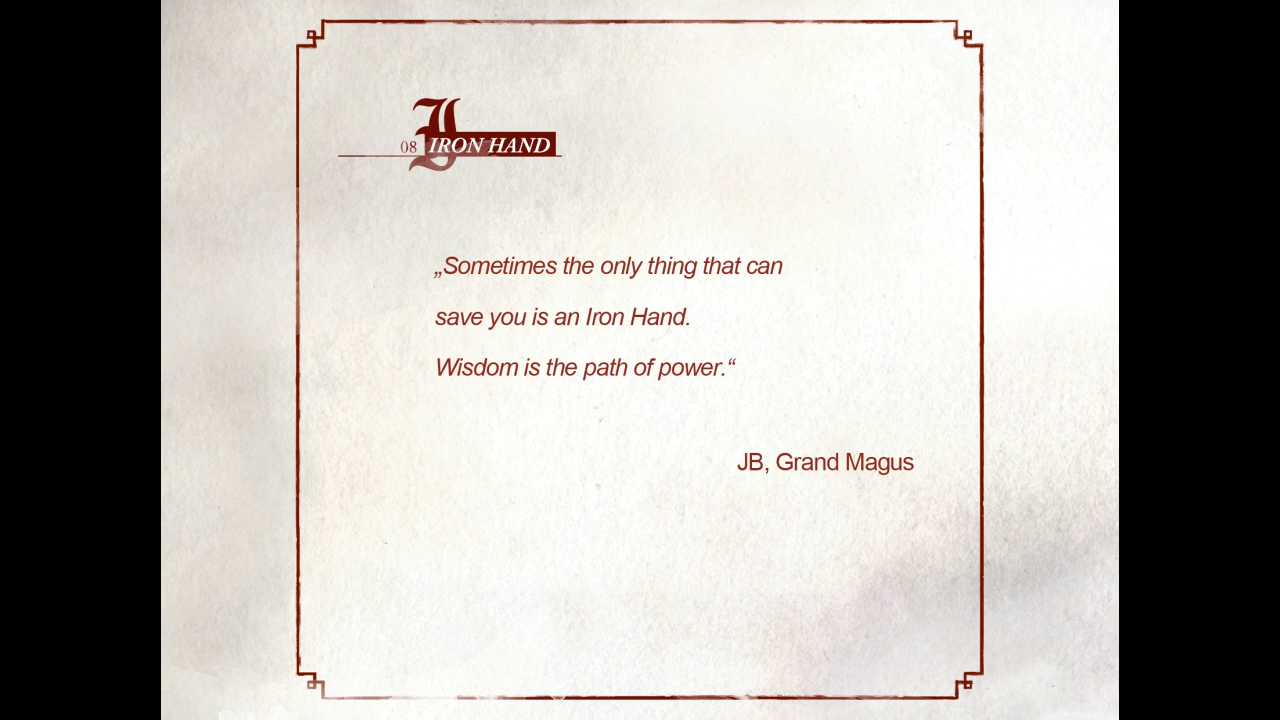 08 IRON HAND
„Sometimes the only thing that can
save you is an Iron Hand.
Wisdom is the path of power.“
JB, Grand Magus